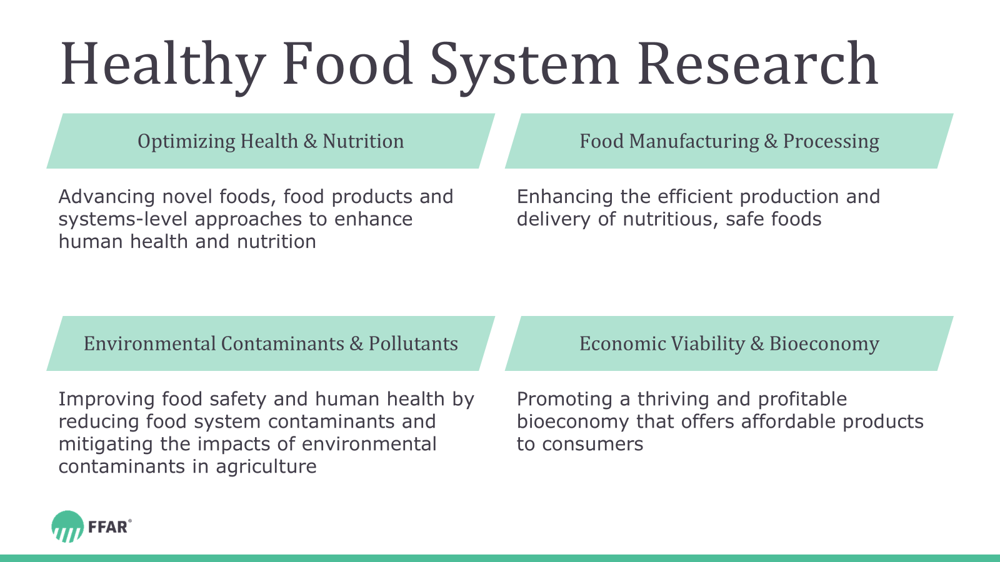 Healthy Food System Research
Optimizing Health & Nutrition
Advancing novel foods, food products and
systems-level approaches to enhance
human health and nutrition
Food Manufacturing & Processing
Enhancing the efficient production and
delivery of nutritious, safe foods
Environmental Contaminants & Pollutants
Improving food safety and human health by
reducing food system contaminants and
mitigating the impacts of environmental
contaminants in agriculture
Economic Viability & Bioeconomy
Promoting a thriving and profitable
bioeconomy that offers affordable products
to consumers
FFAR®